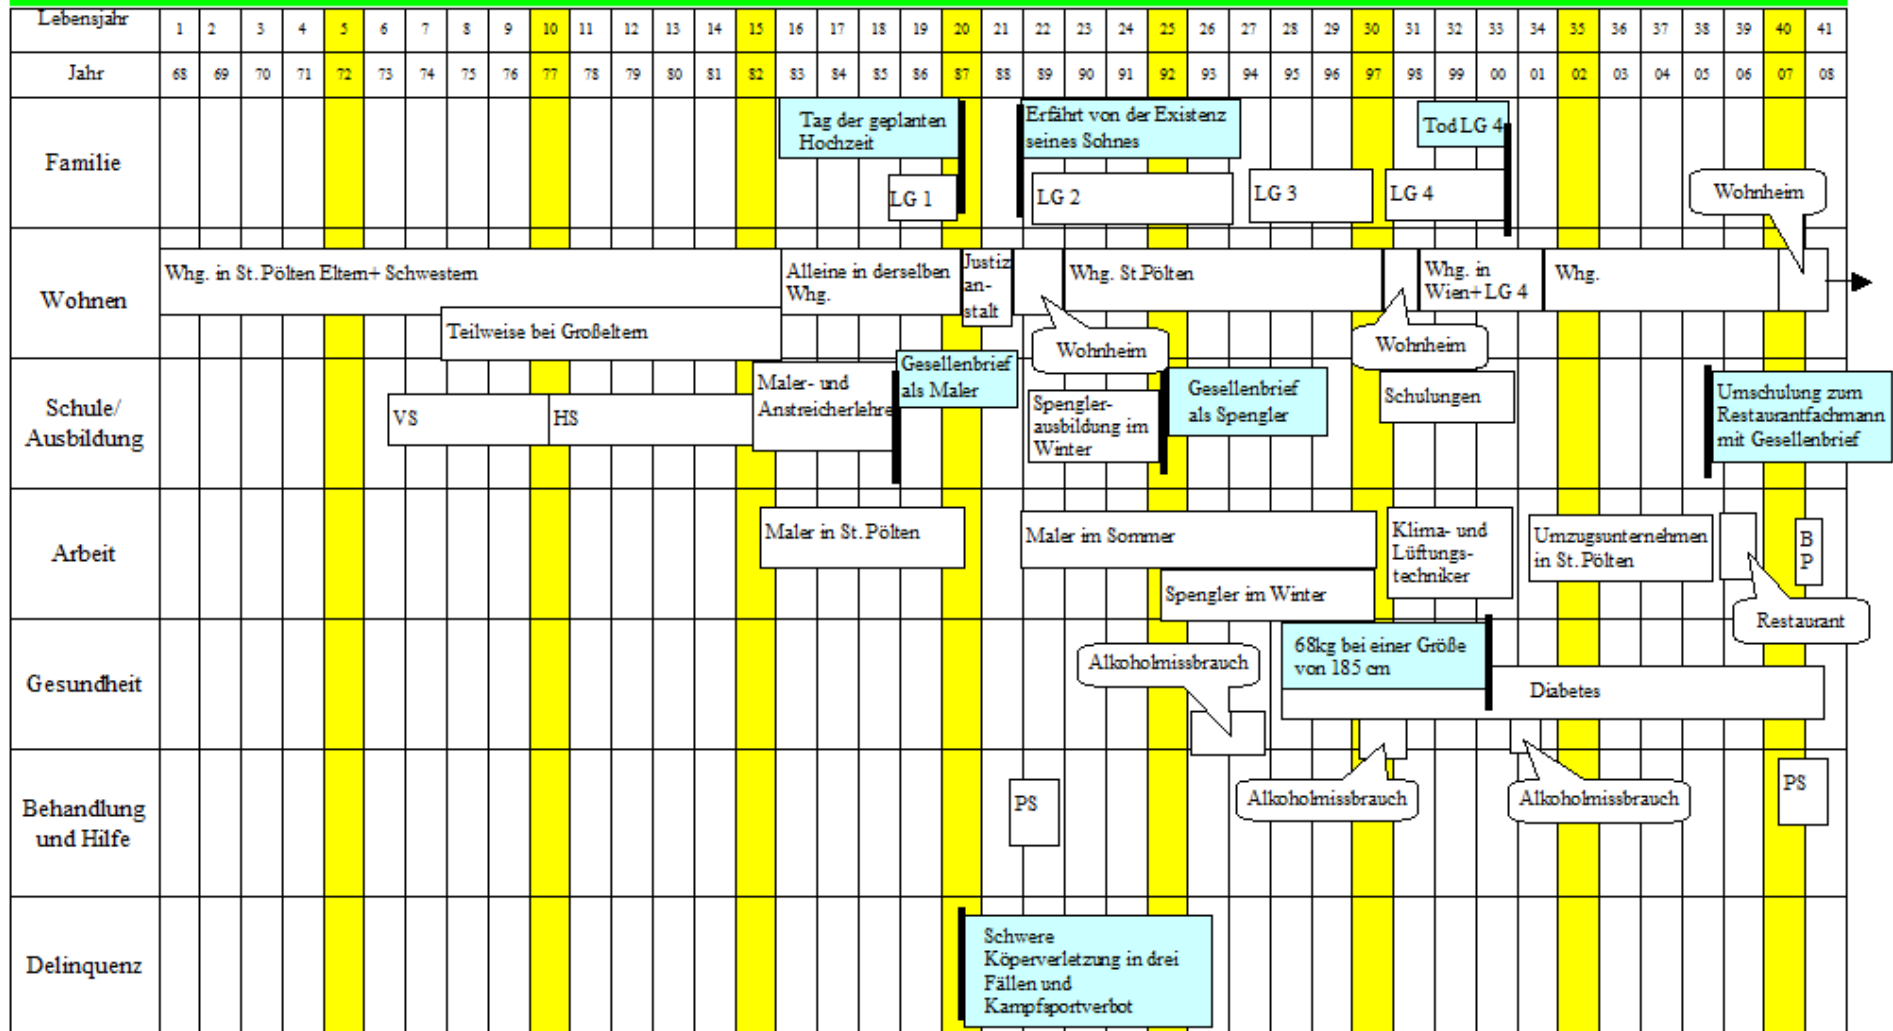 Lebensjahr 1 2 3 4 5 6 7 8 9 10 11 12 13 14 15 16 17 18 19 20 21 22 23 24 25 26 27 28 29 30 31 32 33 34 35 36 37 38 39 40 41
Jahr 68 69 70 71 72 73 74 75 76 77 78 79 80 81 82 83 84 85 86 87 88 89 90 91 92 93 94 95 96 97 98 99 00 01 02 03 04 05 06 07 08
Familie
Tag der geplanten
Hochzeit
Erfährt von der Existenz
seines Sohnes
Tod LG 4
LG 1
LG 2
LG 3
LG 4
Wohnheim
Wohnen
Whg. in St. Pölten Eltern+ Schwestern
Teilweise bei Großeltern
Alleine in derselben
Whg.
Justiz
an-
stalt
Whg. St.Pölten
Whg. in
Wien+ LG 4
Whg.
Wohnheim
Wohnheim
Schule/
Ausbildung
VS
HS
Maler- und
Anstreicherlehre
Gesellenbrief
als Maler
Spengler-
ausbildung im
Winter
Gesellenbrief
als Spengler
Schulungen
Umschulung zum
Restaurantfachmann
mit Gesellenbrief
Arbeit
Maler in St. Pölten
Maler im Sommer
Spengler im Winter
Klima- und
Lüftungs-
techniker
Umzugsunternehmen
in St. Pölten
B
P
Restaurant
Gesundheit
Alkoholmissbrauch
68kg bei einer Größe
von 185 cm
Diabetes
Alkoholmissbrauch
Alkoholmissbrauch
Behandlung
und Hilfe
PS
PS
Delinquenz
Schwere
Köperverletzung in drei
Fällen und
Kampfsportverbot